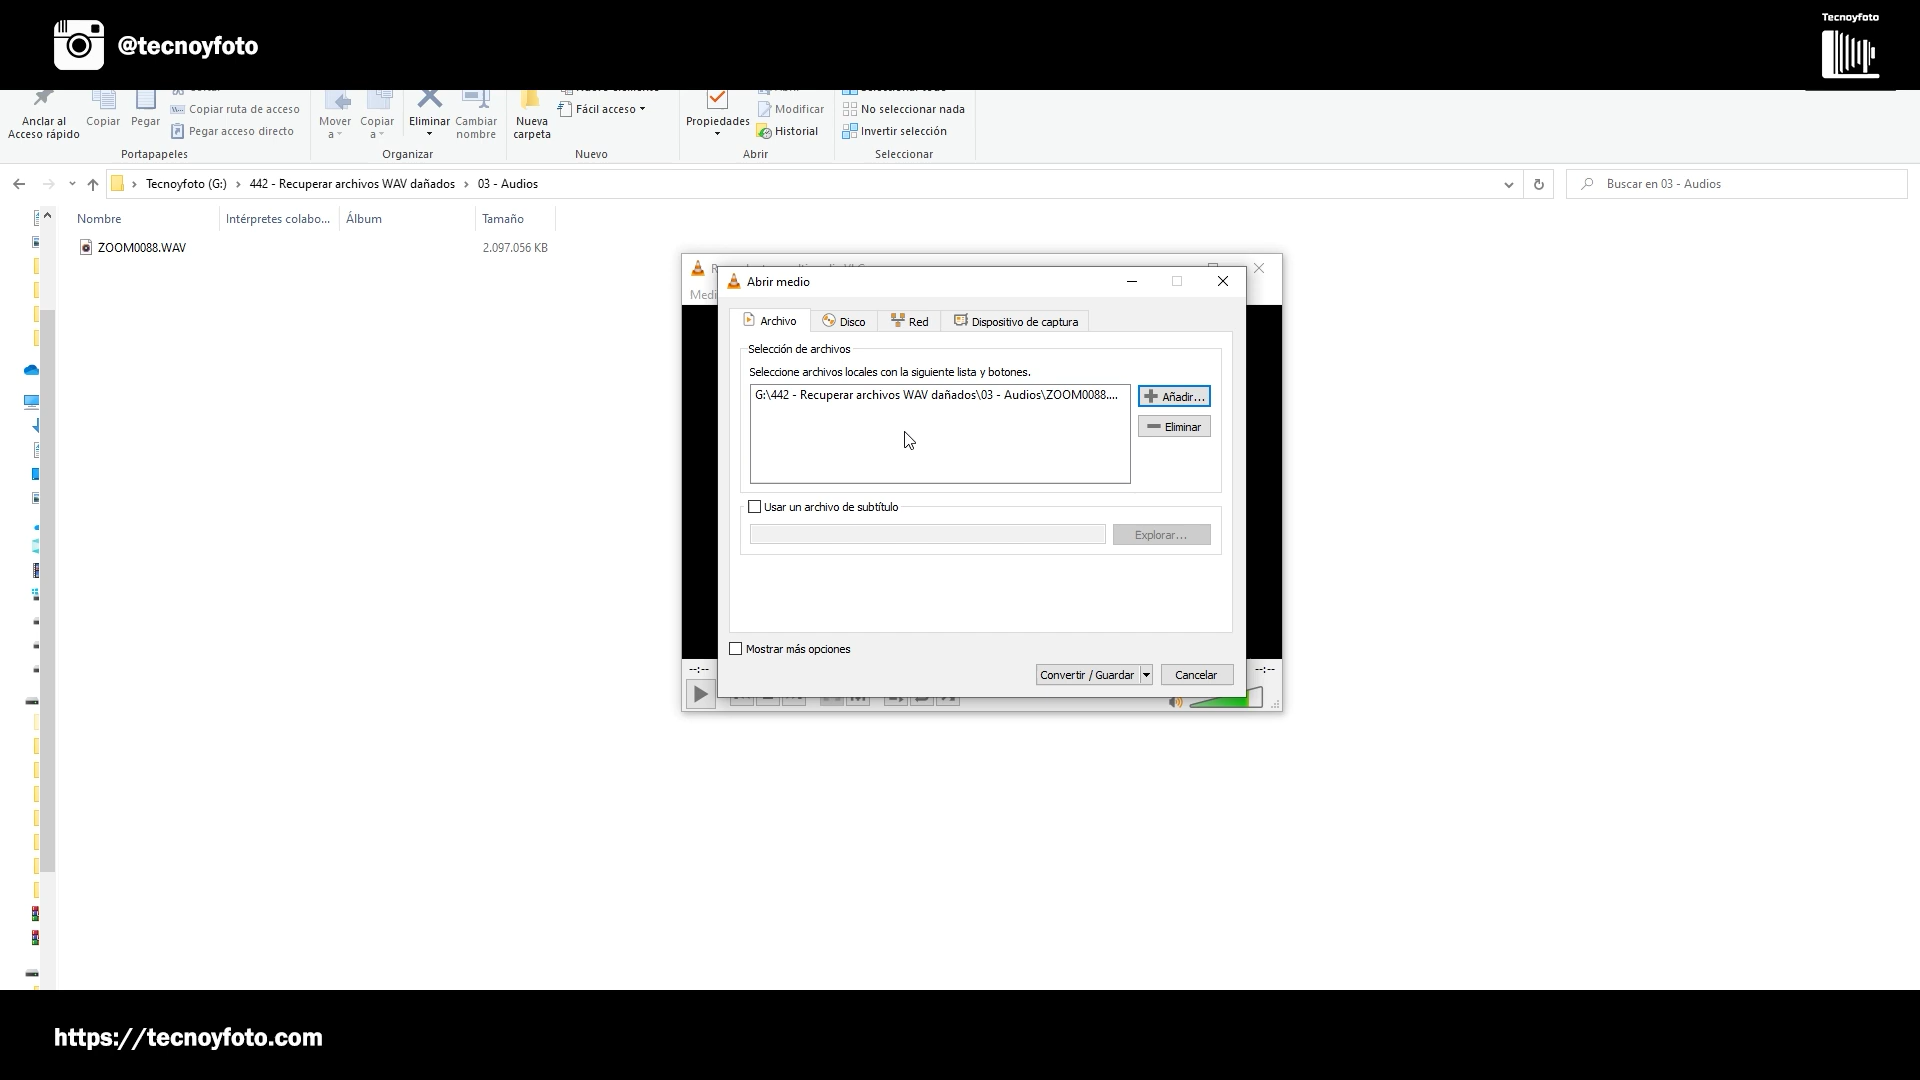 @tecnoyfoto
Tecnoyfoto
Anclar al
Acceso rápido
Copiar
Pegar
Copiar ruta de acceso
Pegar acceso directo
Portapapeles
Mover
a
Copiar
a
Eliminar
Cambiar
nombre
Organizar
Nueva
carpeta
Fácil acceso
Nuevo
Propiedades
Modificar
Historial
Abrir
No seleccionar nada
Invertir selección
Seleccionar
Tecnoyfoto (G:) › 442 - Recuperar archivos WAV dañados › 03 - Audios
Buscar en 03 - Audios
Nombre
Intérpretes colabo...
Álbum
Tamaño
ZOOM0088.WAV
2.097.056 KB
Medi
Abrir medio
Archivo
Disco
Red
Dispositivo de captura
Selección de archivos
Seleccione archivos locales con la siguiente lista y botones.
G:\442 - Recuperar archivos WAV dañados\03 - Audios\ZOOM0088....
Añadir...
Eliminar
Usar un archivo de subtítulo
Explorar...
Mostrar más opciones
--:--
--:--
Convertir / Guardar
Cancelar
https://tecnoyfoto.com